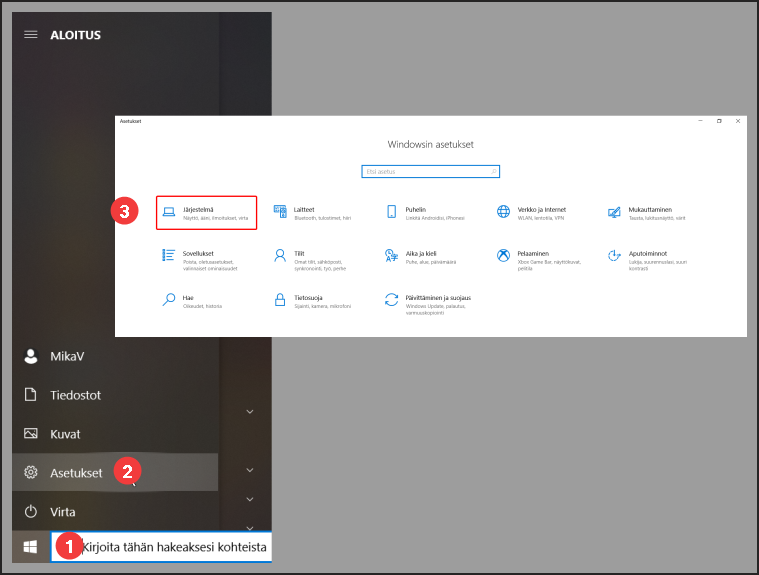 ALOITUS
Asetukset
Windowsin asetukset
Etsi asetus
3
Järjestelmä
Näyttö, ääni, ilmoitukset, virta
Laitteet
Bluetooth, tulostimet, hiiri
Puhelin
Linkitä Androidisi, iPhonesi
Verkko ja Internet
WLAN, lentotila, VPN
Mukauttaminen
Tausta, lukitusnäyttö, värit
Sovellukset
Poista, oletusasetukset,
valinnaiset ominaisuudet
Tilit
Omat tilit, sähköposti,
synkronointi, työ, perhe
Aika ja kieli
Puhe, alue, päivämäärä
Pelaaminen
Xbox Game Bar, näyttökuvat,
pelitila
Aputoiminnot
Lukija, suurennuslasi, suuri
kontrasti
Hae
Oikeudet, historia
Tietosuoja
Sijainti, kamera, mikrofoni
Päivittäminen ja suojaus
Windows Update, palautus,
varmuuskopiointi
MikaV
Tiedostot
Kuvat
Asetukset
2
Virta
1
Kirjoita tähän hakeaksesi kohteista